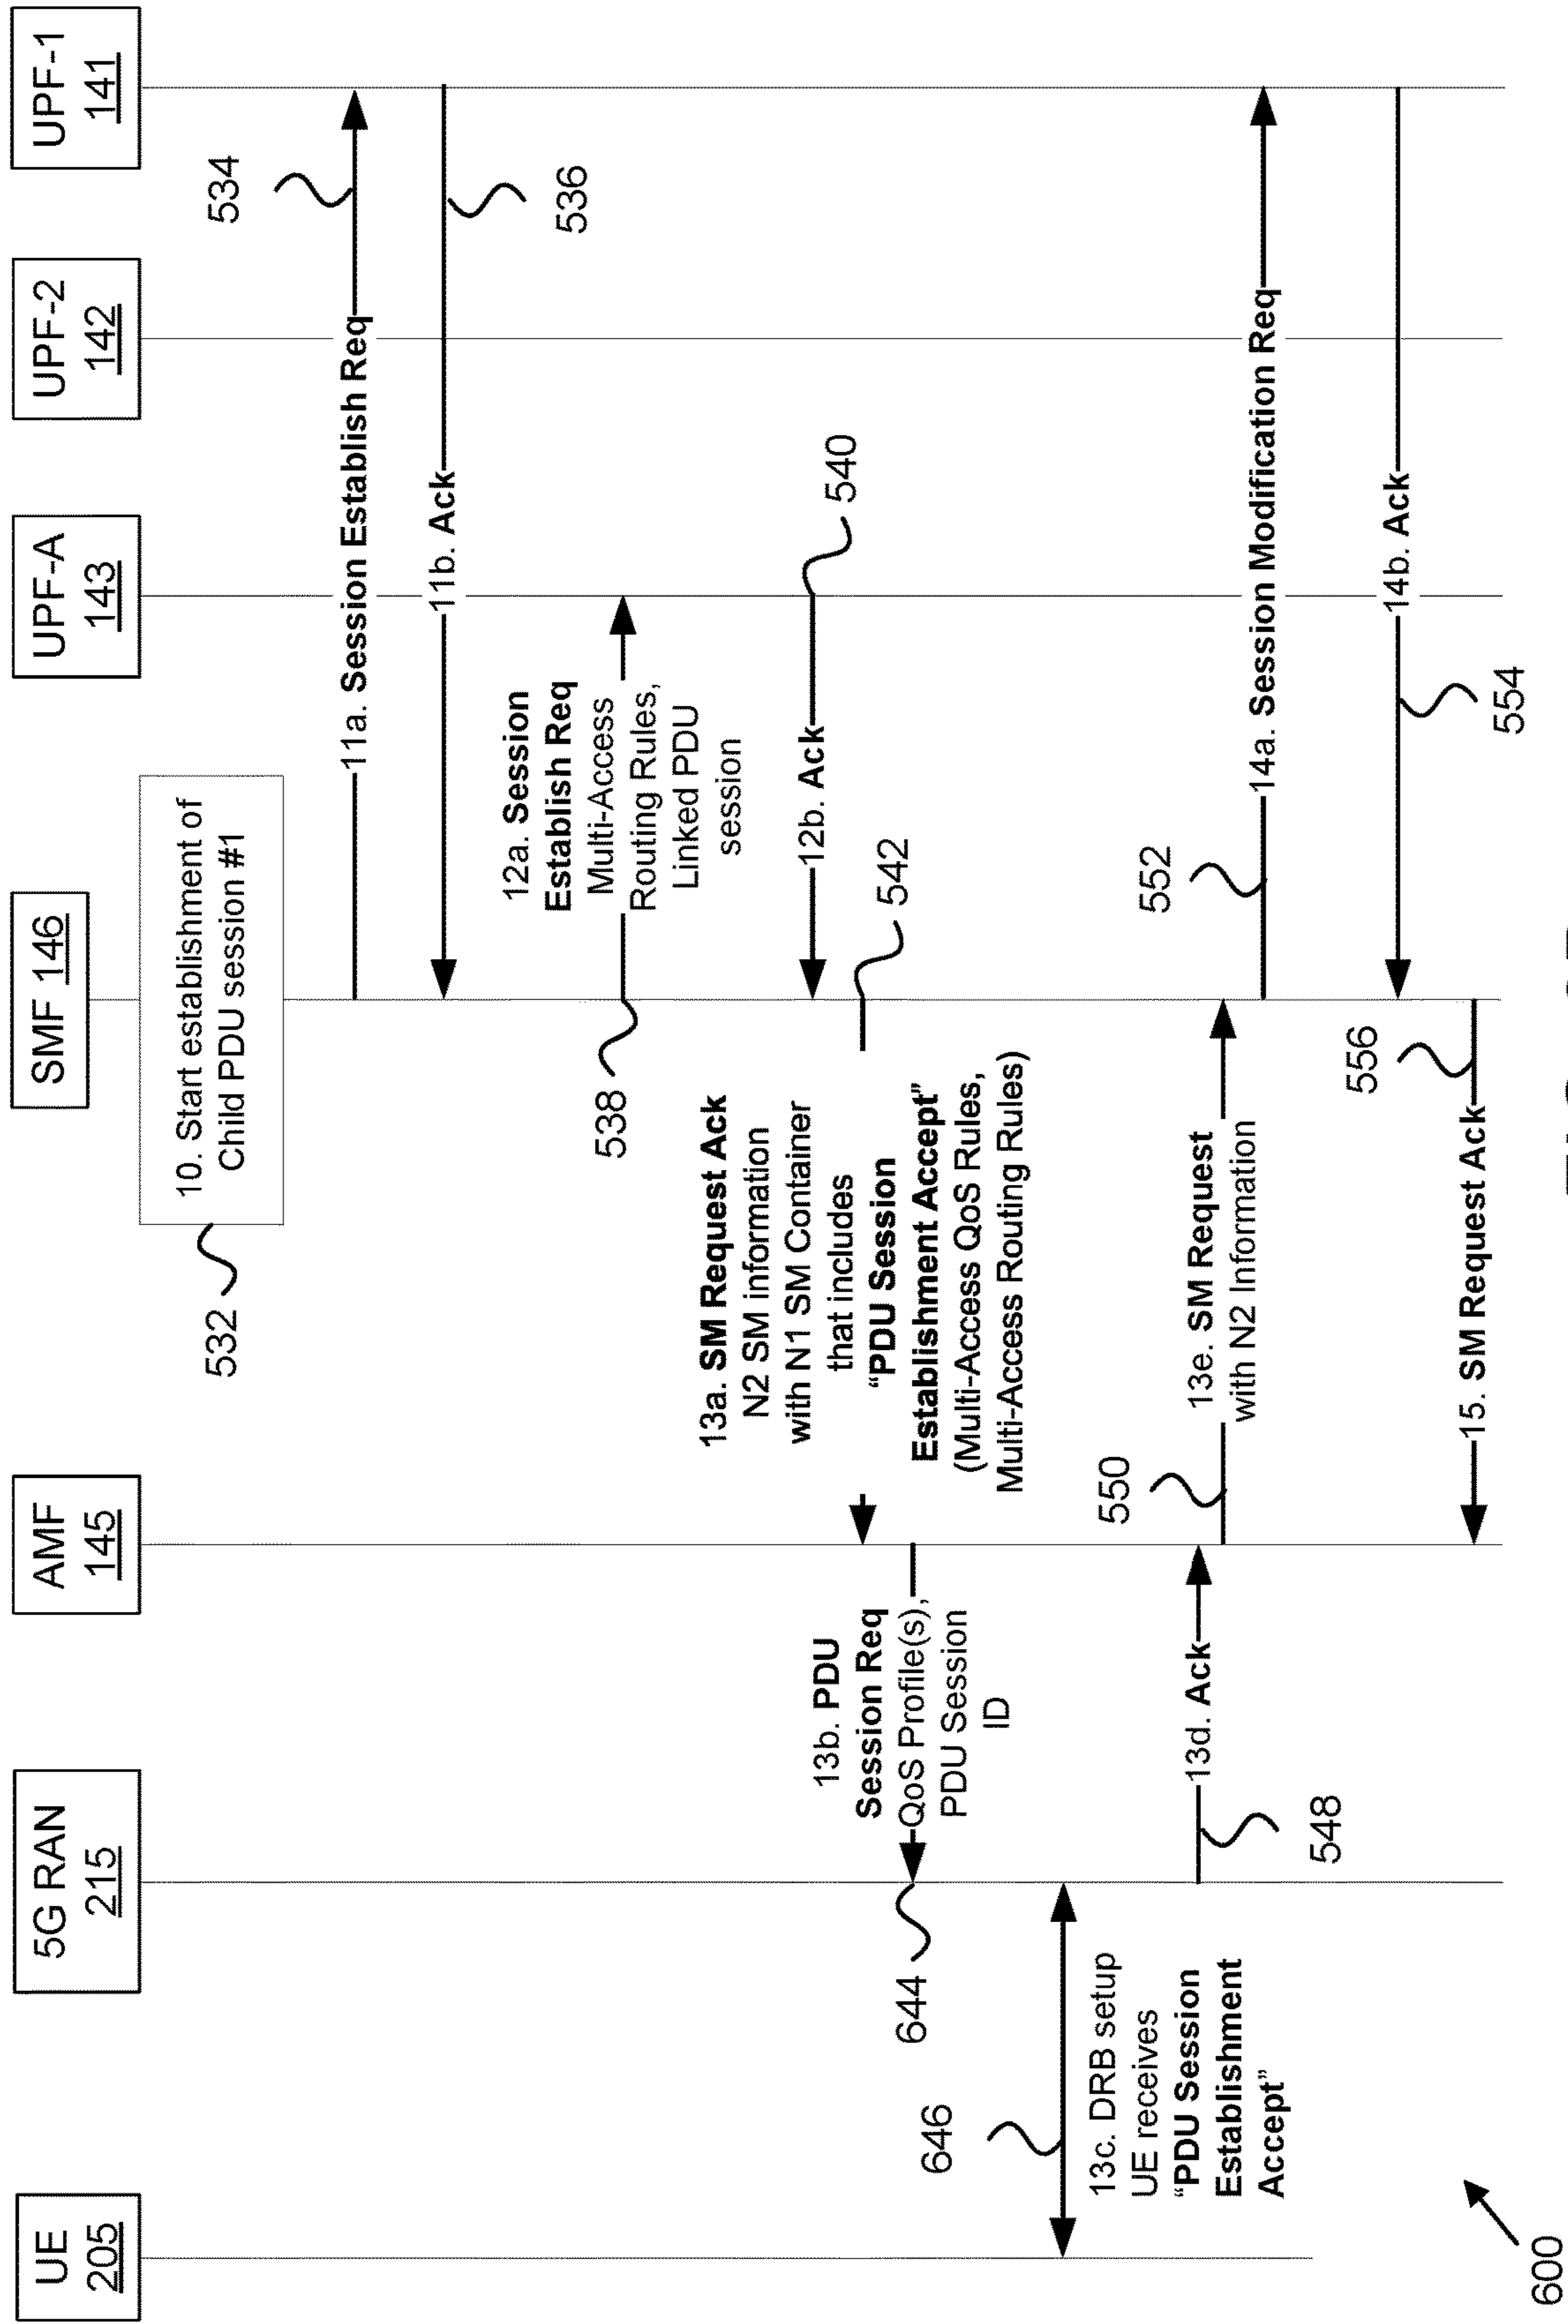 UE
205
5G RAN
215
AMF
145
SMF 146
UPF-A
143
UPF-2
142
UPF-1
141
10. Start establishment of
Child PDU session #1
532
11a. Session Establish Req
534
11b. Ack
536
12a. Session
Establish Req
Multi-Access
Routing Rules,
Linked PDU
session
538
12b. Ack
540
542
13a. SM Request Ack
N2 SM information
with N1 SM Container
that includes
“PDU Session
Establishment Accept”
(Multi-Access QoS Rules,
Multi-Access Routing Rules)
13b. PDU
Session Req
QoS Profile(s),
PDU Session
ID
644
646
13c. DRB setup
UE receives
“PDU Session
Establishment
Accept”
13d. Ack
548
550
13e. SM Request
with N2 Information
552
14a. Session Modification Req
14b. Ack
554
556
15. SM Request Ack
600